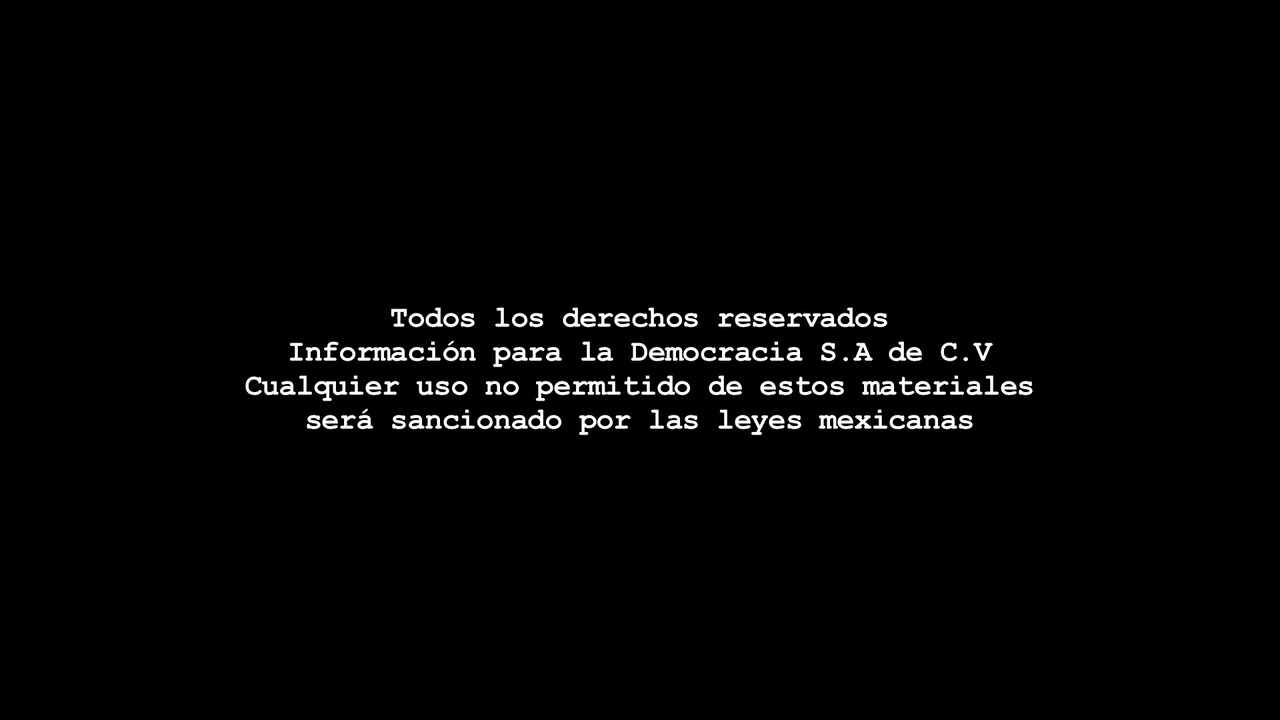 Todos los derechos reservados
Información para la Democracia S.A de C.V
Cualquier uso no permitido de estos materiales
será sancionado por las leyes mexicanas